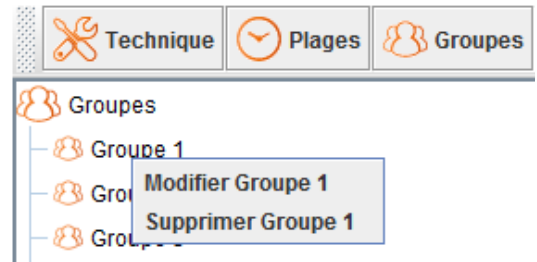 Technique Plages Groupes
Groupes
Groupe 1
Modifier Groupe 1
Supprimer Groupe 1